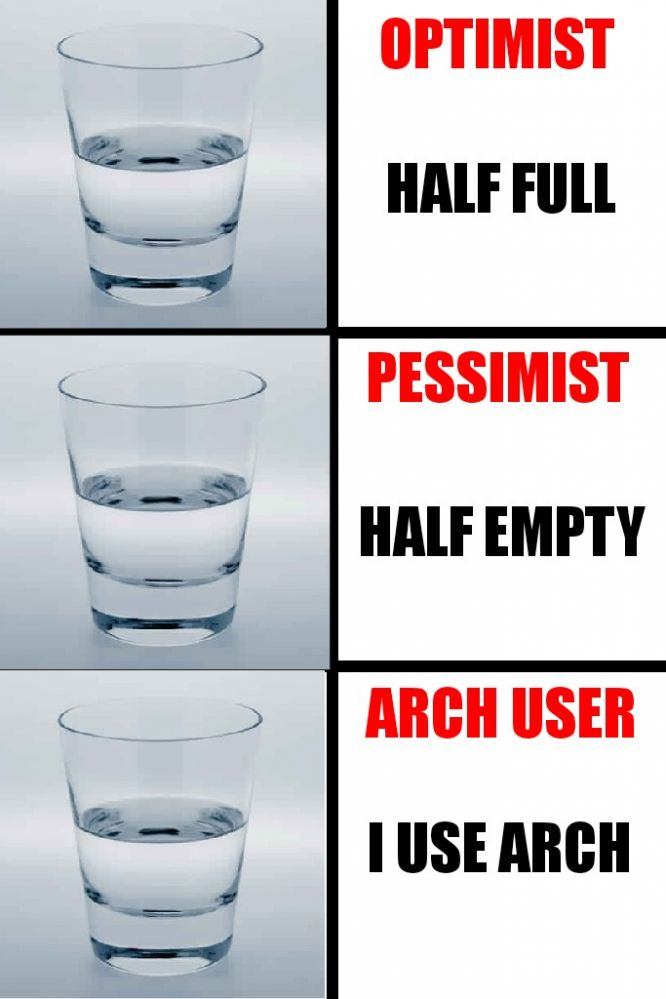 OPTIMIST
HALF FULL
PESSIMIST
HALF EMPTY
ARCH USER
I USE ARCH